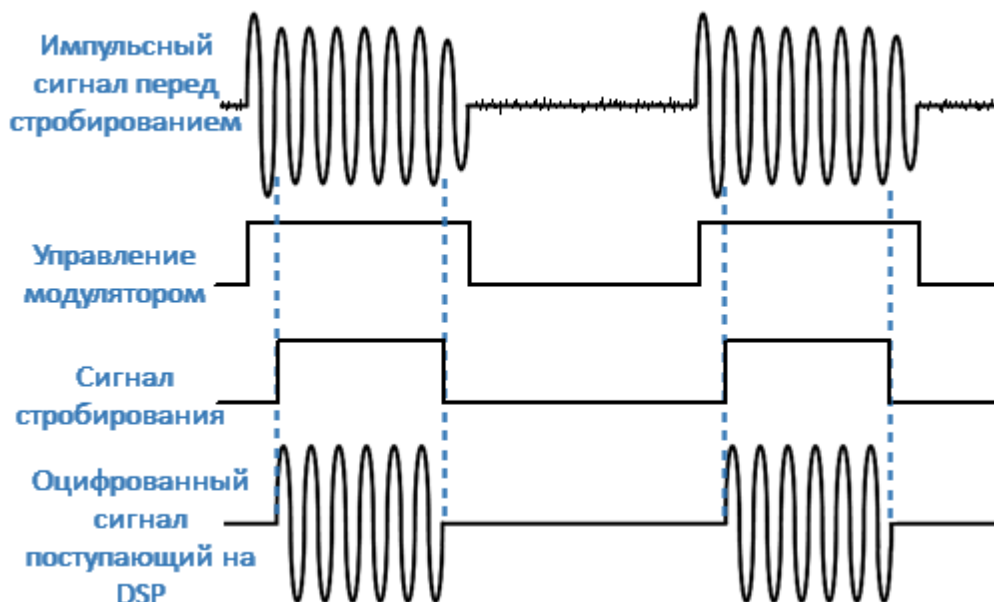 Импульсный
сигнал перед
стробированием
Управление
модулятором
Сигнал
стробирования
Оцифрованный
сигнал
поступающий на
DSP